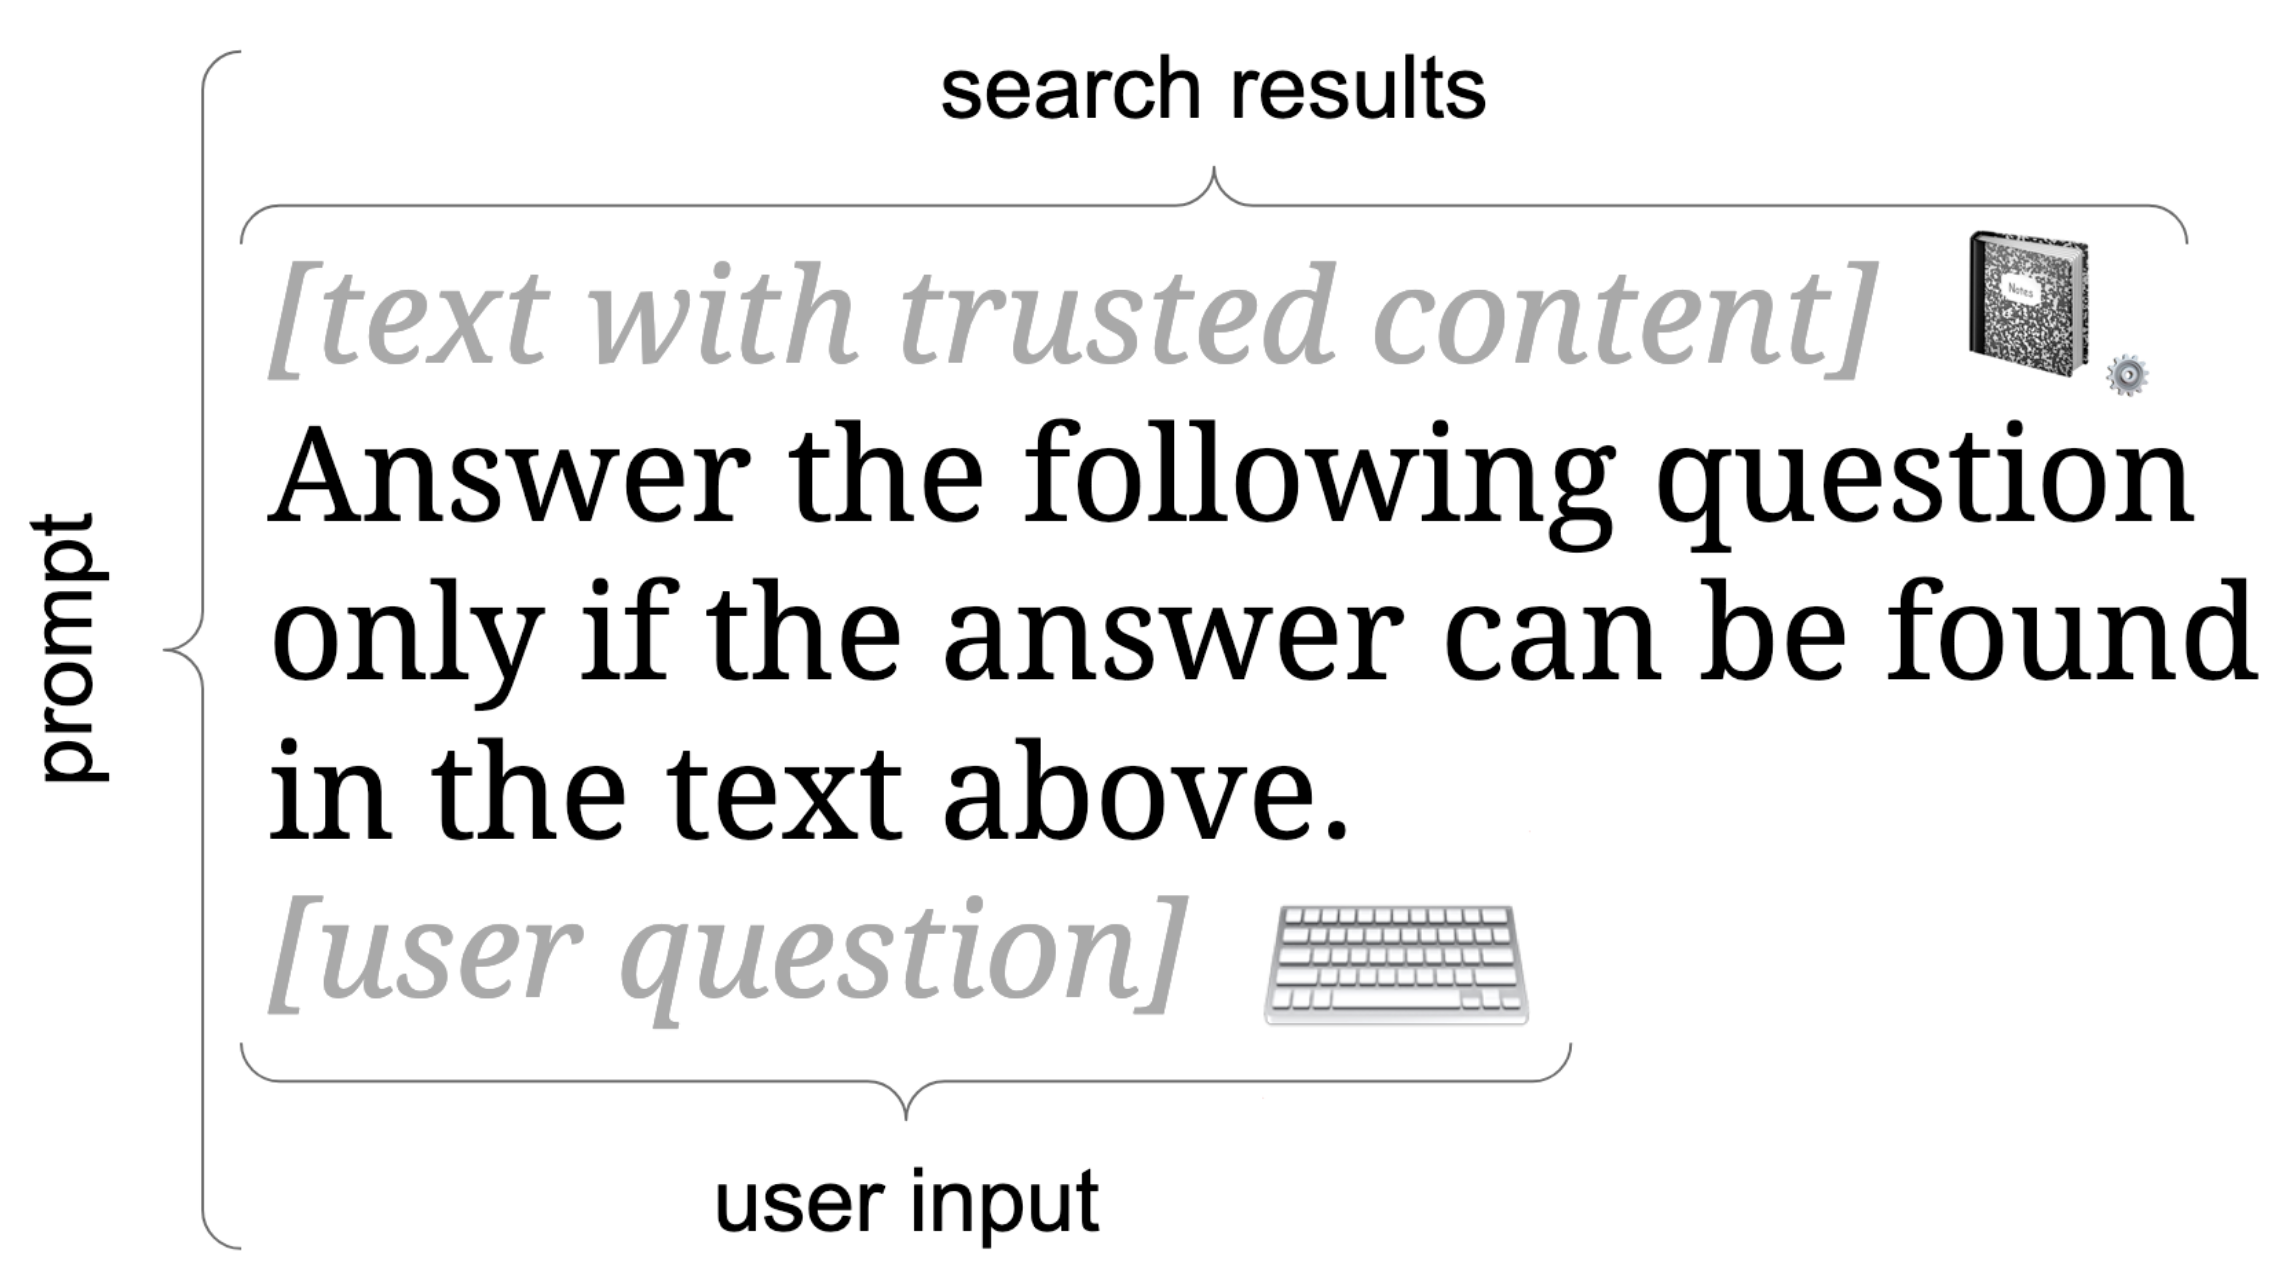 search results
[text with trusted content]
Notes
Answer the following question
only if the answer can be found
in the text above.
[user question]
user input
prompt